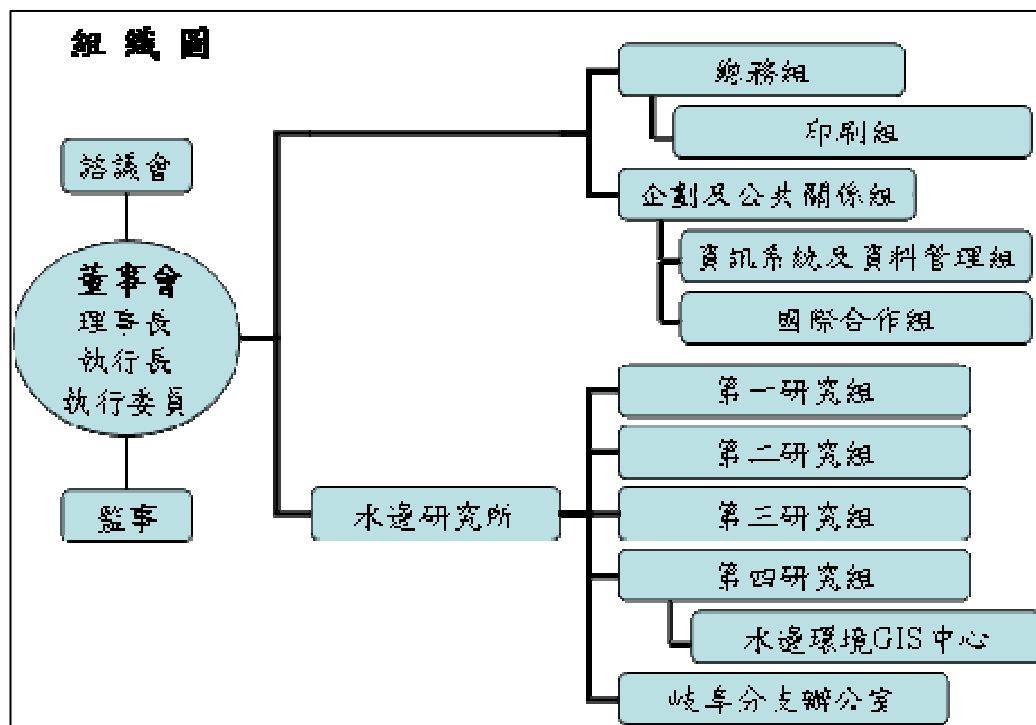 組織圖
總務組
印刷組
諮議會
企劃及公共關係組
董事會
理事長
執行長
執行委員
資訊系統及資料管理組
國際合作組
第一研究組
第二研究組
監事
水邊研究所
第三研究組
第四研究組
水邊環境GIS中心
岐阜分支辦公室